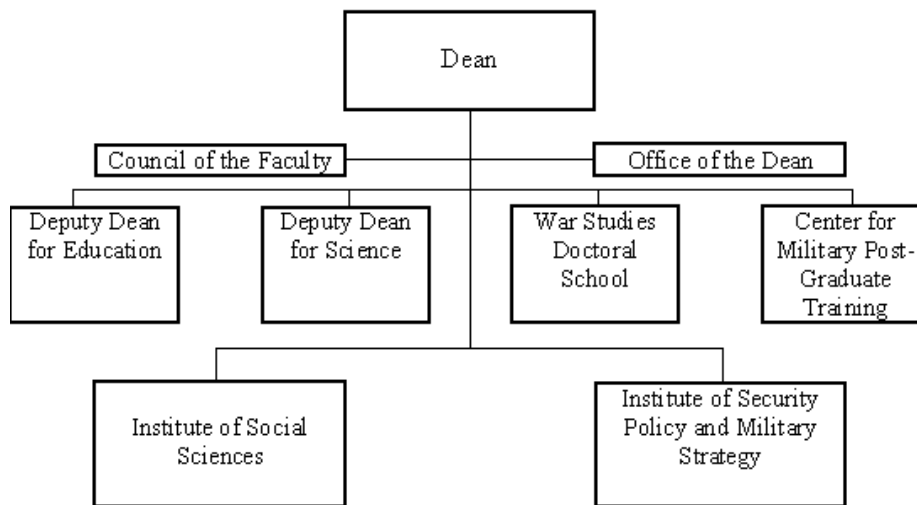 Dean
Council of the Faculty
Office of the Dean
Deputy Dean
for Education
Deputy Dean
for Science
War Studies
Doctoral
School
Center for
Military Post-
Graduate
Training
Institute of Social
Sciences
Institute of Security
Policy and Military
Strategy